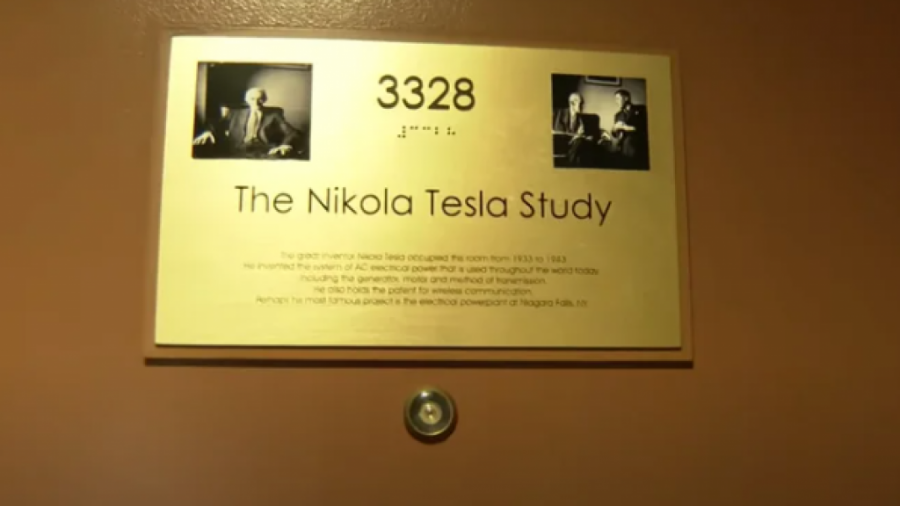 3328
The Nikola Tesla Study
The great inventor Nikola Tesla occupied this room from 1933 to 1943
He invented the system of AC electrical power that is used throughout the world today
including the generator, motor and method of transmission.
He also holds the patent for wireless communication.
Perhaps his most famous project is the electrical powerplant at Niagara Falls, NY